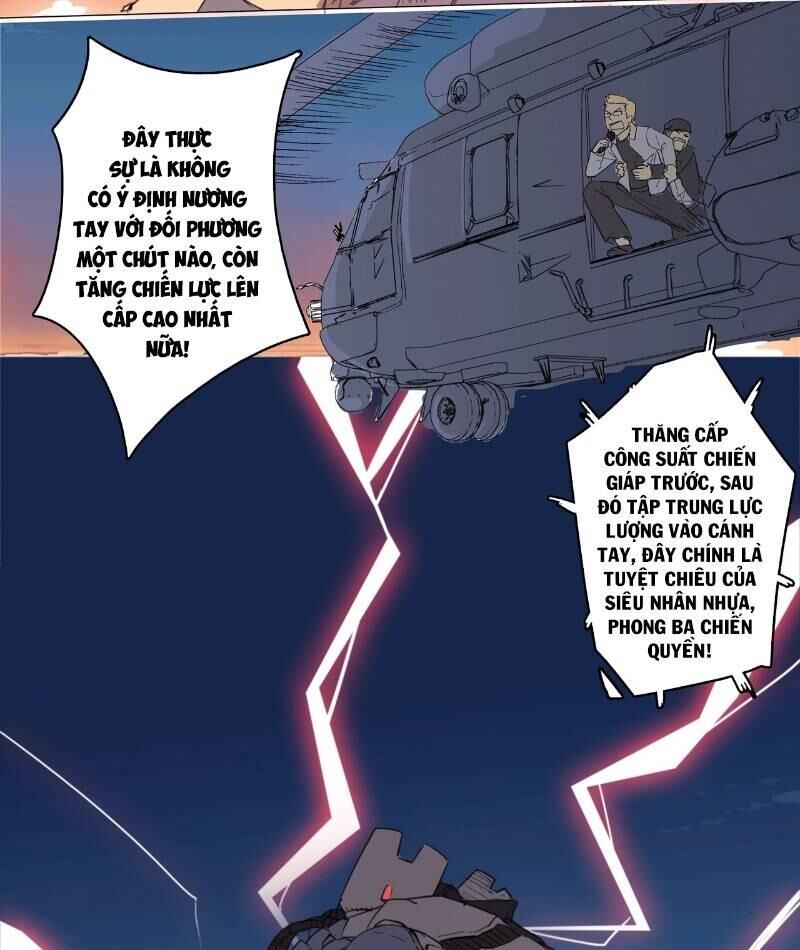 ĐÂY THỰC
SỰ LÀ KHÔNG
CÓ Ý ĐỊNH NƯƠNG
TAY VỚI ĐỐI PHƯƠNG
MỘT CHÚT NÀO, CÒN
TĂNG CHIẾN LỰC LÊN
CẤP CAO NHẤT
NỮA!
THĂNG CẤP
CÔNG SUẤT CHIẾN
GIÁP TRƯỚC, SAU
ĐÓ TẬP TRUNG LỰC
LƯỢNG VÀO CÁNH
TAY, ĐÂY CHÍNH LÀ
TUYỆT CHIÊU CỦA
SIÊU NHÂN NHỰA,
PHONG BẠ CHIẾN
QUYỀN!